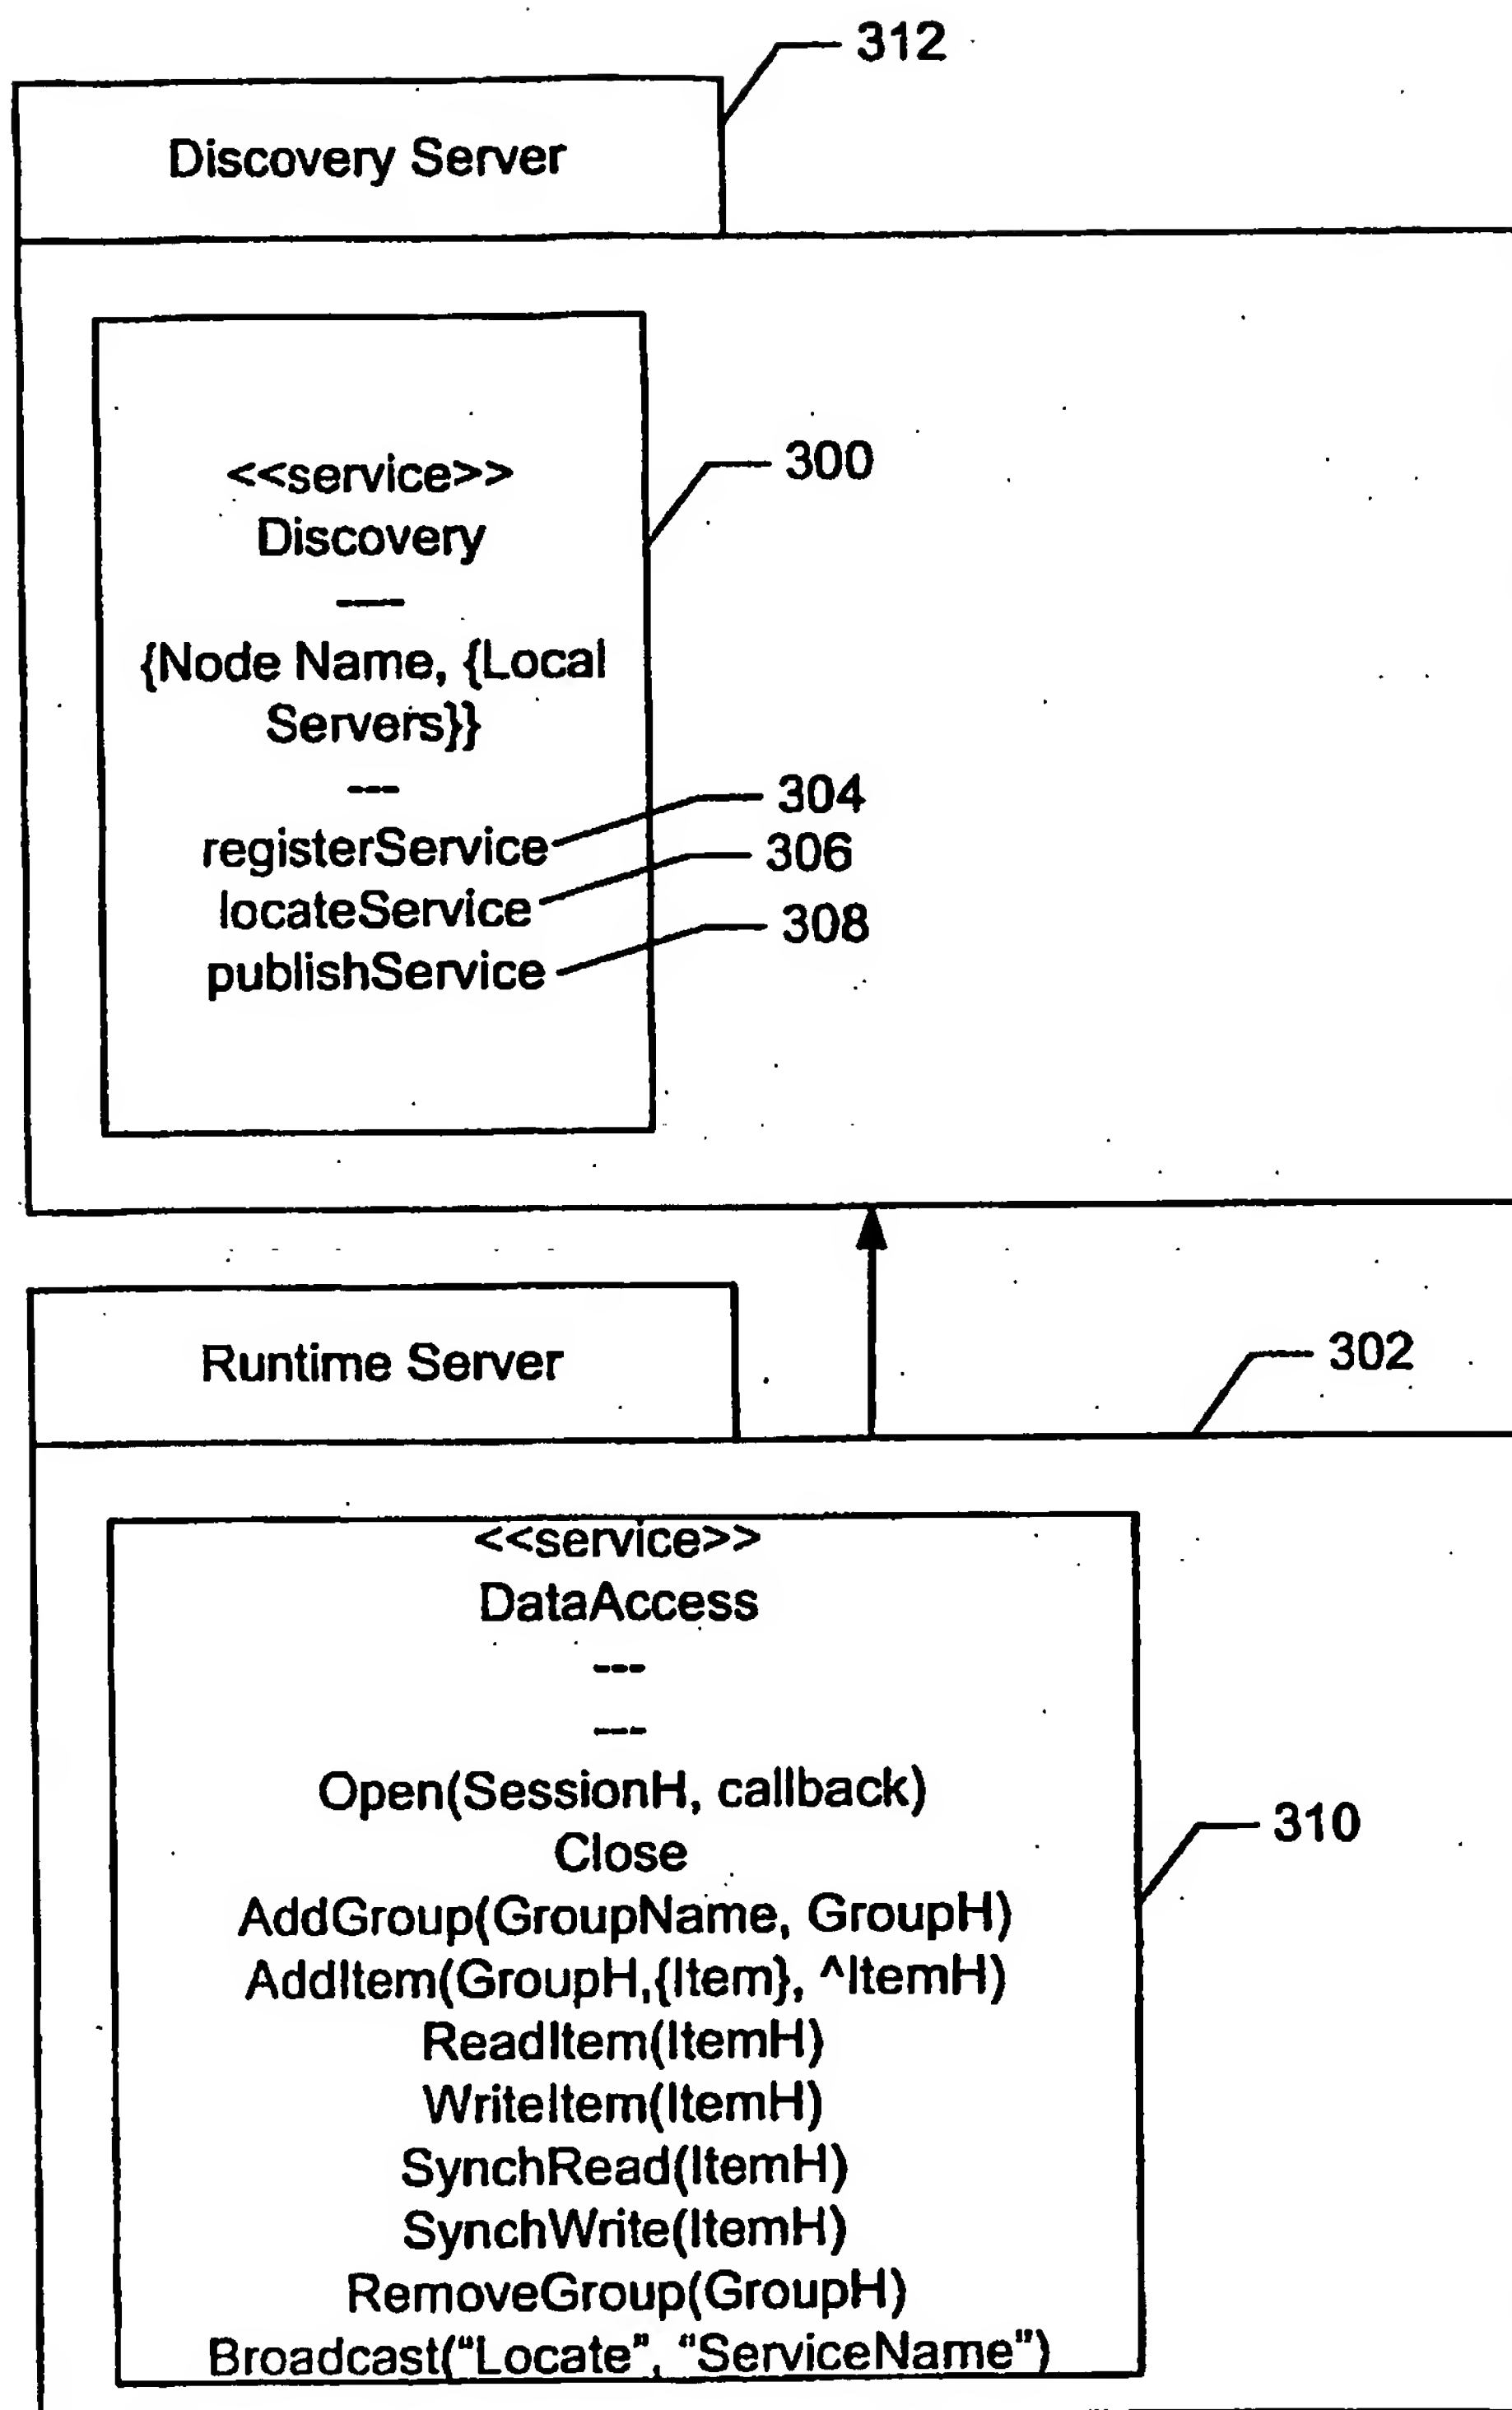 312
Discovery Server
<<service>>
300
Discovery
----
{Node Name, {Local
Servers}}
---
304
registerService
306
locateService
308
publishService
Runtime Server
302
<<service>>
DataAccess
---
---
Open(SessionH, callback)
310
Close
AddGroup(GroupName, GroupH)
AddItem(GroupH,{Item}, ^ItemH)
ReadItem(ItemH)
WriteItem(ItemH)
SynchRead(ItemH)
SynchWrite(ItemH)
RemoveGroup(GroupH)
Broadcast("Locate", "ServiceName")